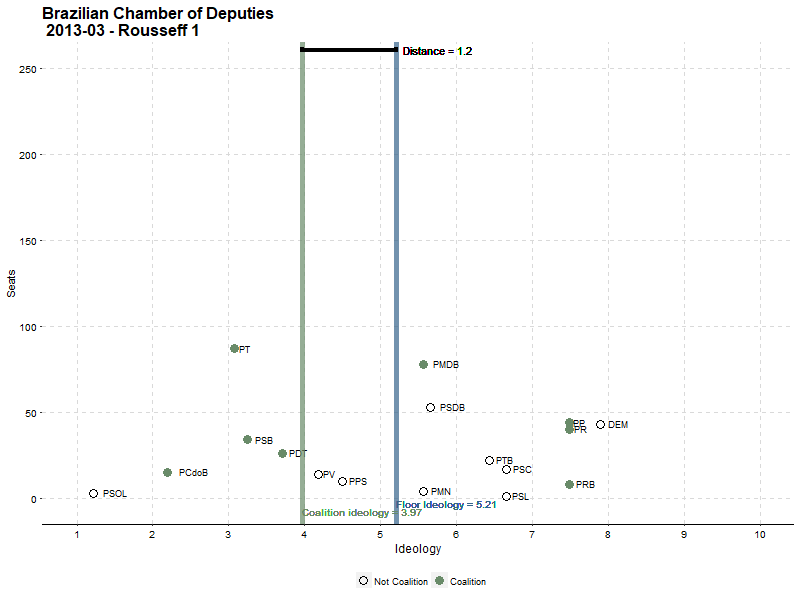 Brazilian Chamber of Deputies
2013-03 - Rousseff 1
Distance = 1.2
250
200
150
100
50
0
Seats
PT
PMDB
PSDB
PP
PR
DEM
PSB
PDT
PTB
PSC
PCdoB
PV
PPS
PRB
PSOL
PMN
PSL
Floor ideology = 5.21
Coalition ideology = 3.97
1 2 3 4 5 6 7 8 9 10
Ideology
Not Coalition Coalition